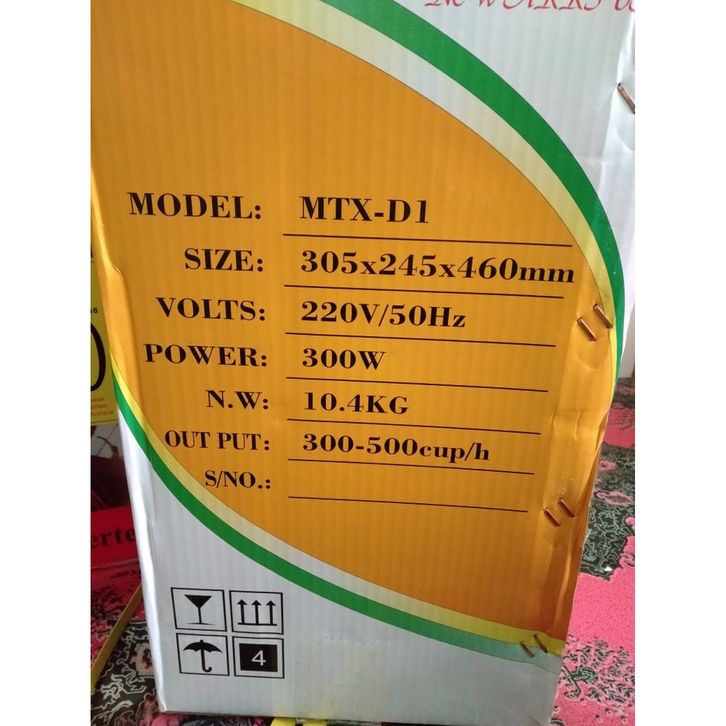 MODEL: MTX-D1
SIZE: 305x245x460mm
VOLTS: 220V/50Hz
POWER: 300W
N.W: 10.4KG
OUT PUT: 300-500cup/h
S/NO.:
4